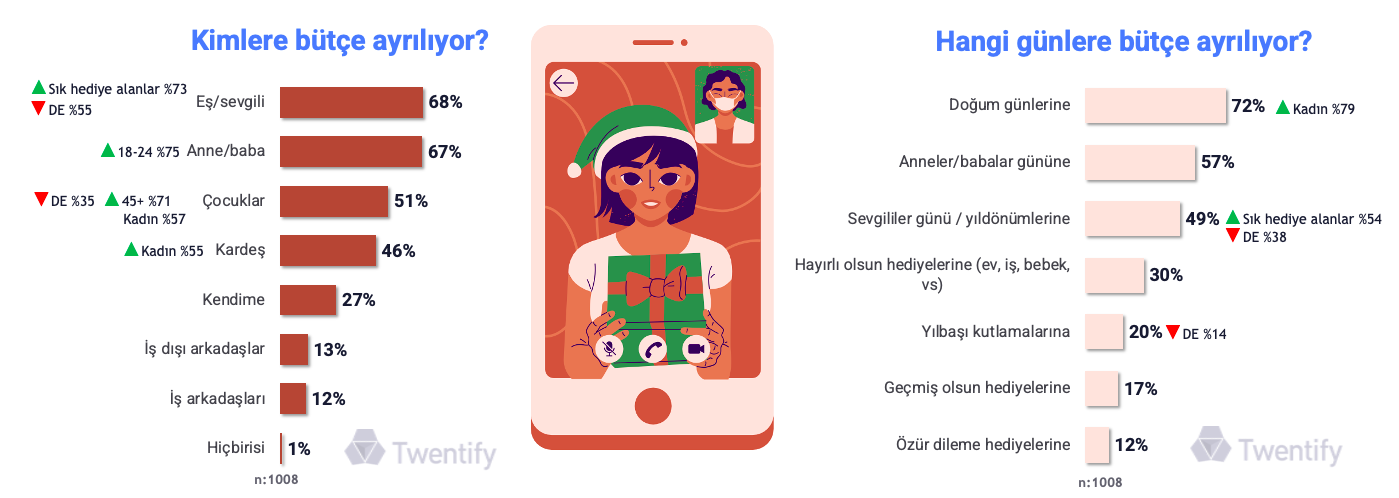 Kimlere bütçe ayrılıyor?
Sık hediye alanlar %73
DE %55
Eş/sevgili
68%
18-24 %75
Anne/baba
67%
DE %35
45+ %71
Kadın %57
Çocuklar
51%
Kadın %55
Kardeş
46%
Kendime
27%
İş dışı arkadaşlar
13%
İş arkadaşları
12%
Hiçbirisi
1%
n:1008
Twentify
Hangi günlere bütçe ayrılıyor?
Doğum günlerine
72%
Kadın %79
Anneler/babalar gününe
57%
Sevgililer günü / yıldönümlerine
49%
Sık hediye alanlar %54
DE %38
Hayırlı olsun hediyelerine (ev, iş, bebek,
vs)
30%
Yılbaşı kutlamalarına
20%
DE %14
Geçmiş olsun hediyelerine
17%
Özür dileme hediyelerine
12%
n:1008
Twentify